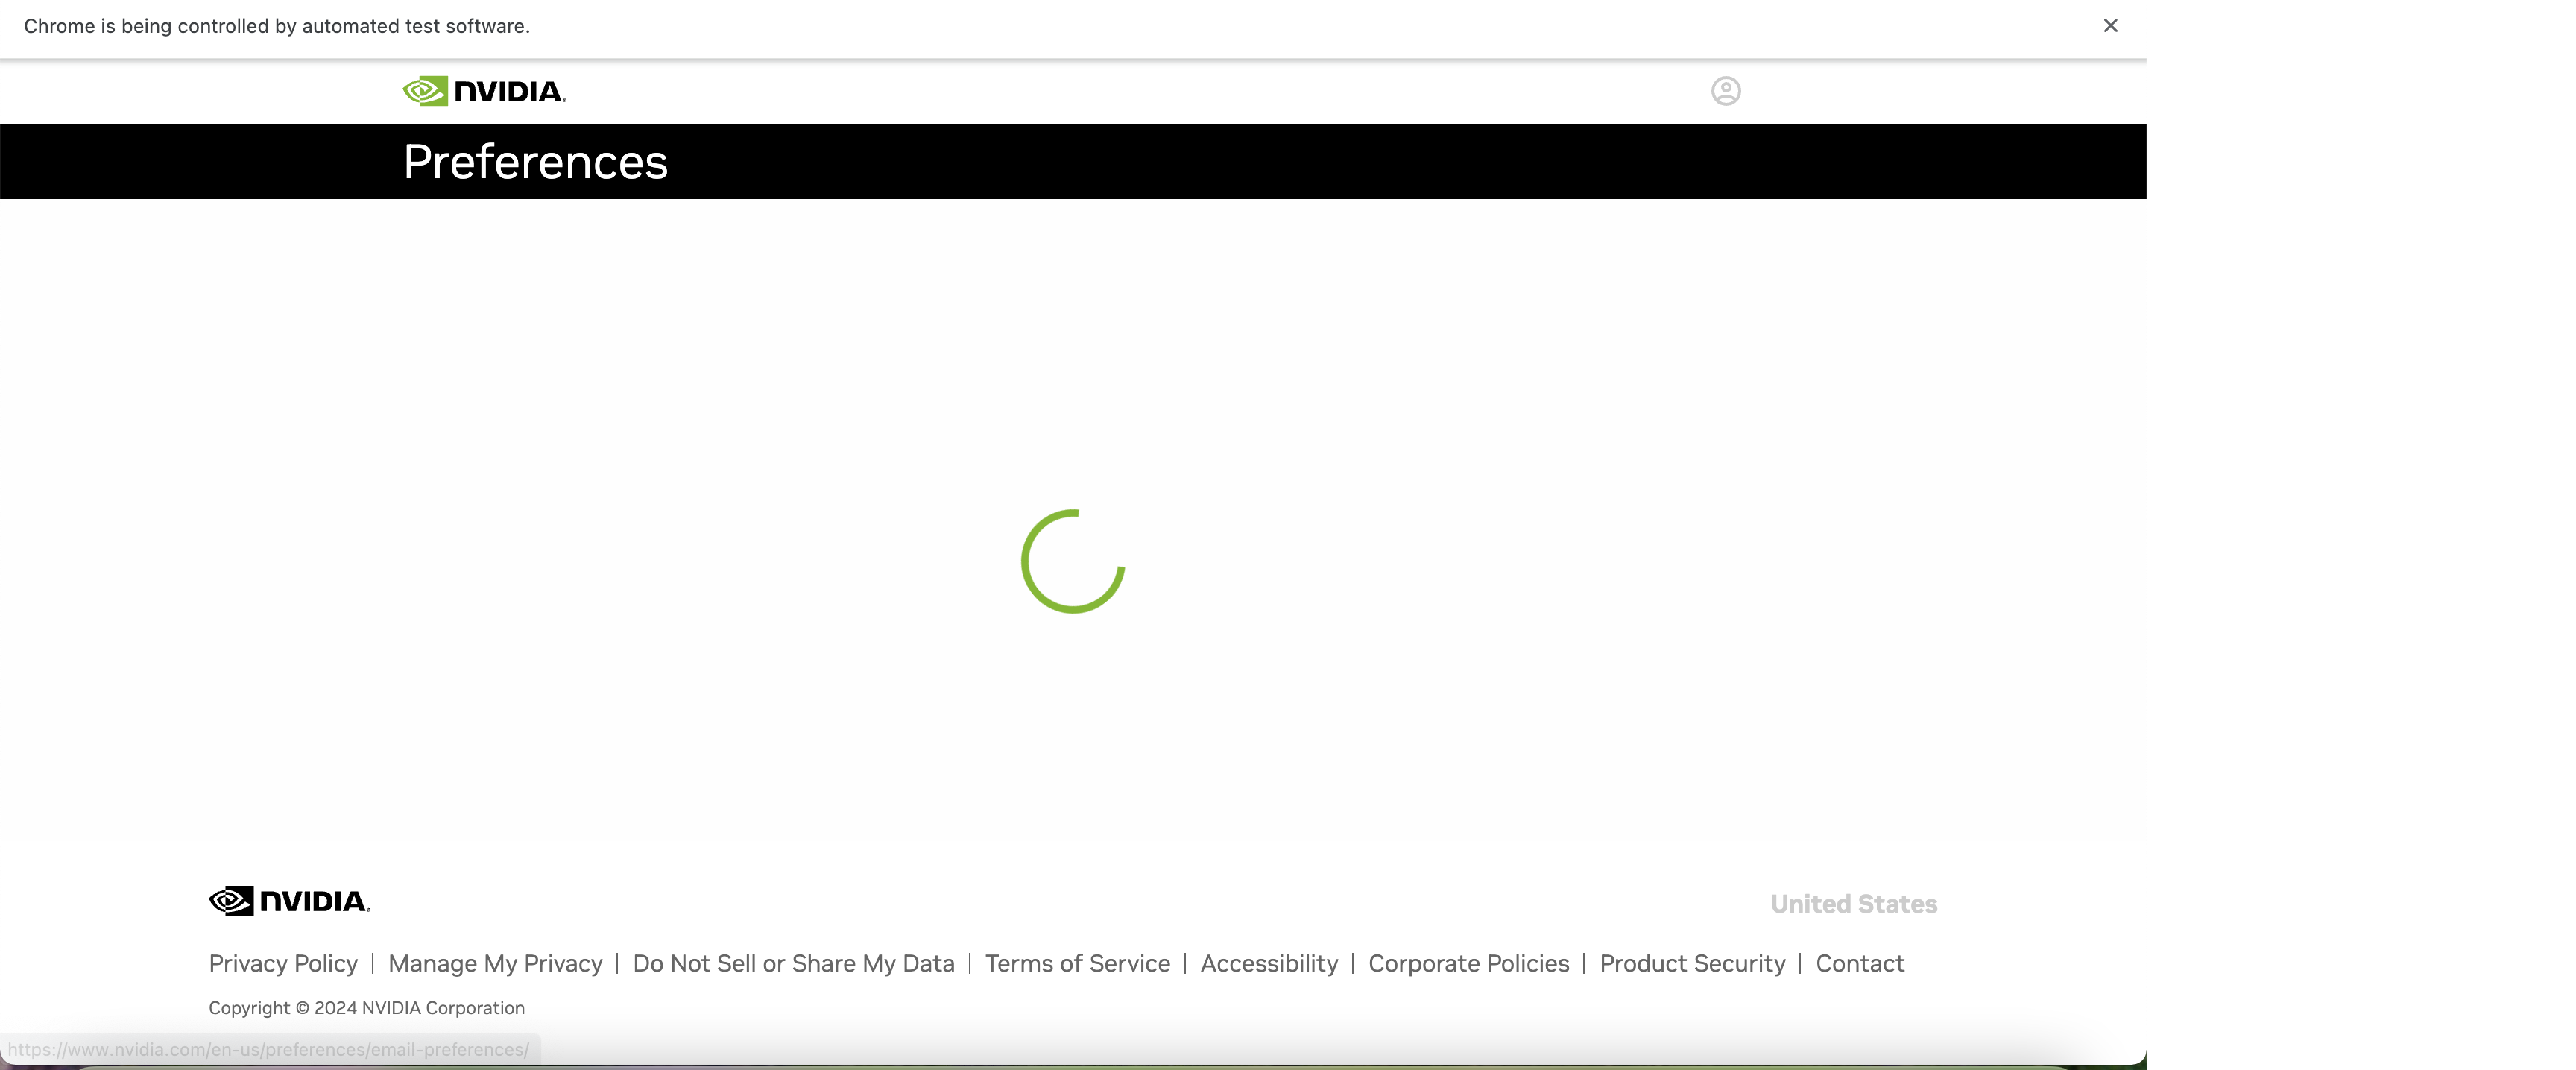 Chrome is being controlled by automated test software.
NVIDIA.
Preferences
NVIDIA.
United States
Privacy Policy | Manage My Privacy | Do Not Sell or Share My Data | Terms of Service | Accessibility | Corporate Policies | Product Security | Contact
Copyright © 2024 NVIDIA Corporation
https://www.nvidia.com/en-us/preferences/email-preferences/